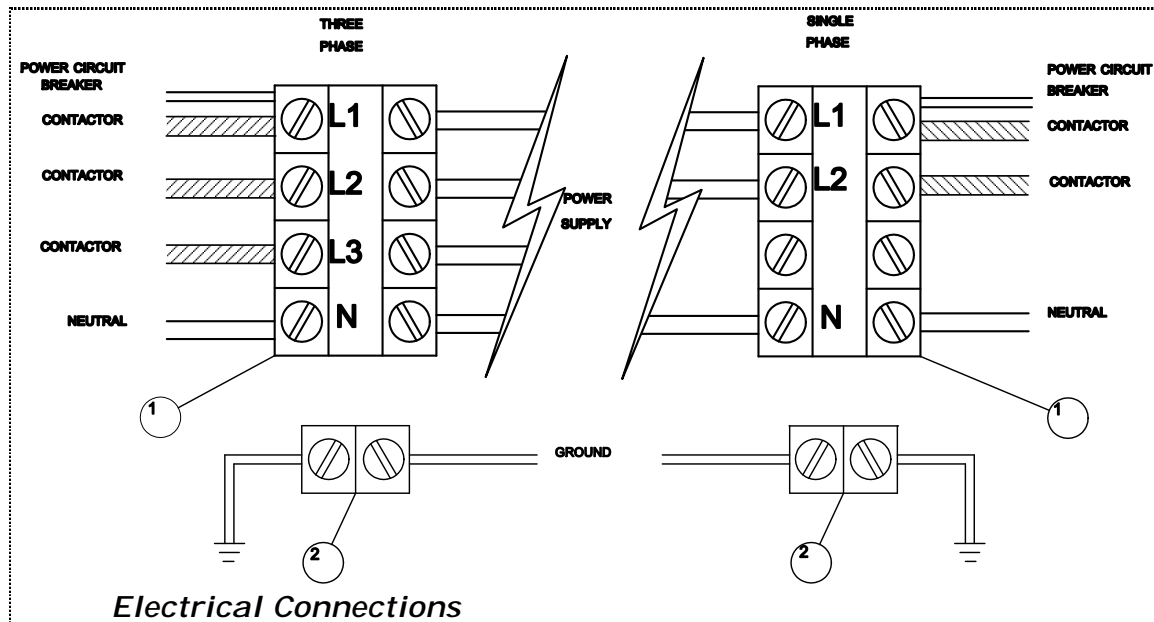 THREE
PHASE
POWER CIRCUIT
BREAKER
CONTACTOR
CONTACTOR
CONTACTOR
NEUTRAL
L1
L2
L3
N
1
POWER
SUPPLY
SINGLE
PHASE
L1
L2
N
POWER CIRCUIT
BREAKER
CONTACTOR
CONTACTOR
NEUTRAL
1
GROUND
2
2
Electrical Connections